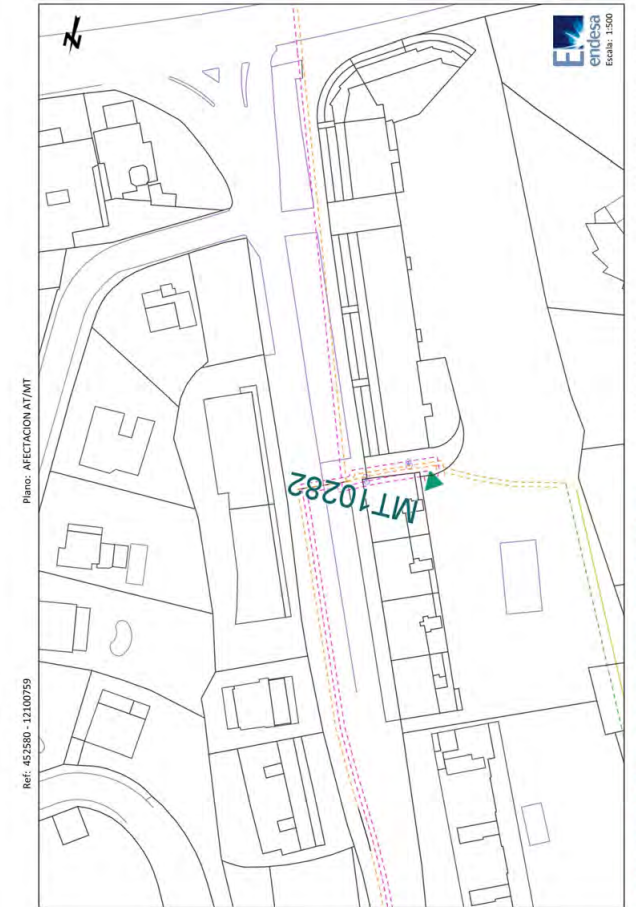 Ref: 452580 - 12100759
Plano: AFECTACION AT/MT
N
endesa
Escala: 1:500
MT10282